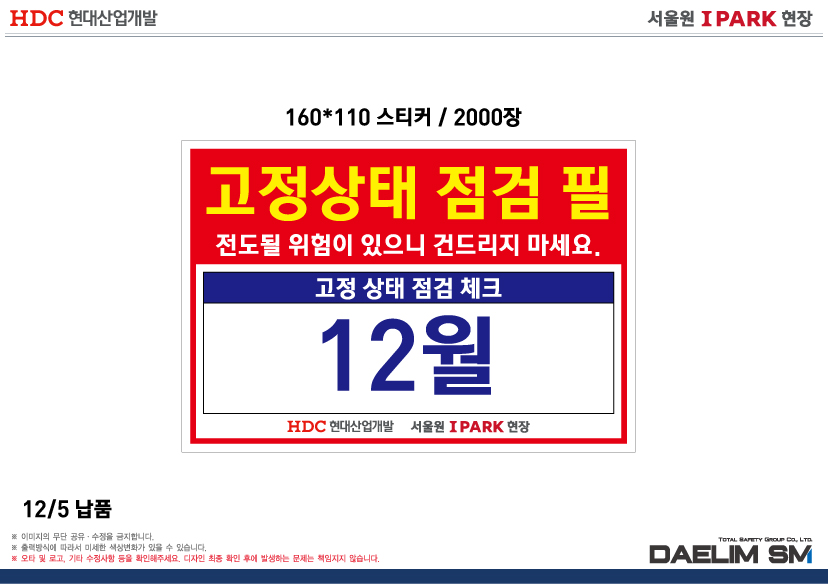 HDC 현대산업개발
서울원 IPARK 현장
160*110 스티커 / 2000장
고정상태 점검 필
전도될 위험이 있으니 건드리지 마세요.
고정 상태 점검 체크
12월
HDC 현대산업개발 서울원 IPARK 현장
12/5 납품
※ 이미지의 무단 공유·수정을 금지합니다.
※ 출력방식에 따라서 미세한 색상변화가 있을 수 있습니다.
※ 오타 및 로고, 기타 수정사항 등을 확인해주세요. 디자인 최종 확인 후에 발생하는 문제는 책임지지 않습니다.
TOTAL SAFETY GROUP CO., LTD.
DAELIM SM